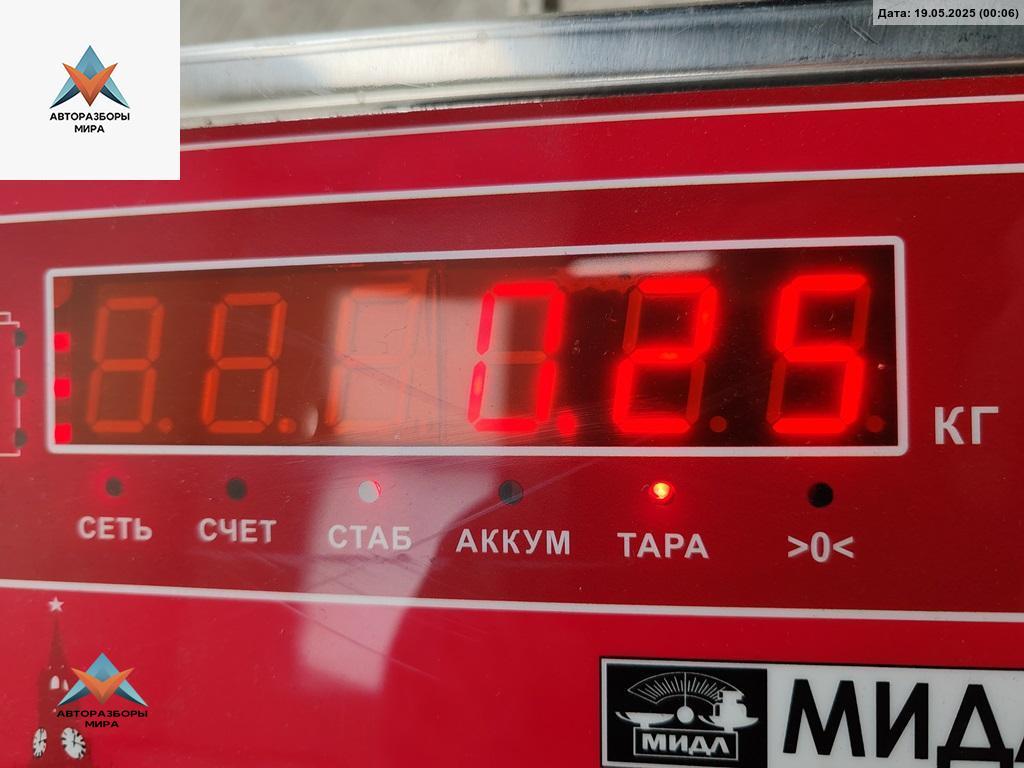 Дата: 19.05.2025 (00:06)
АВТОРАЗБОРЫ
МИРА
0.25
КГ
СЕТЬ СЧЕТ СТАБ АККУМ ТАРА >0<
АВТОРАЗБОРЫ
МИРА
МИДЛ
МИД